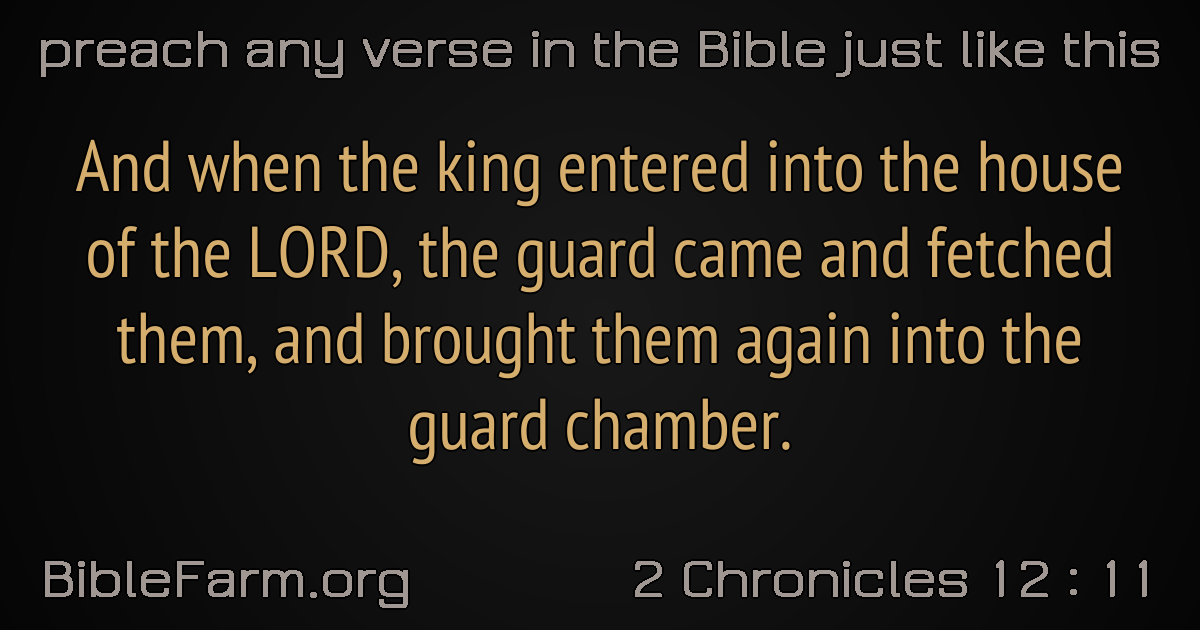 preach any verse in the Bible just like this
And when the king entered into the house
of the LORD, the guard came and fetched
them, and brought them again into the
guard chamber.
BibleFarm.org
2 Chronicles 12 : 11